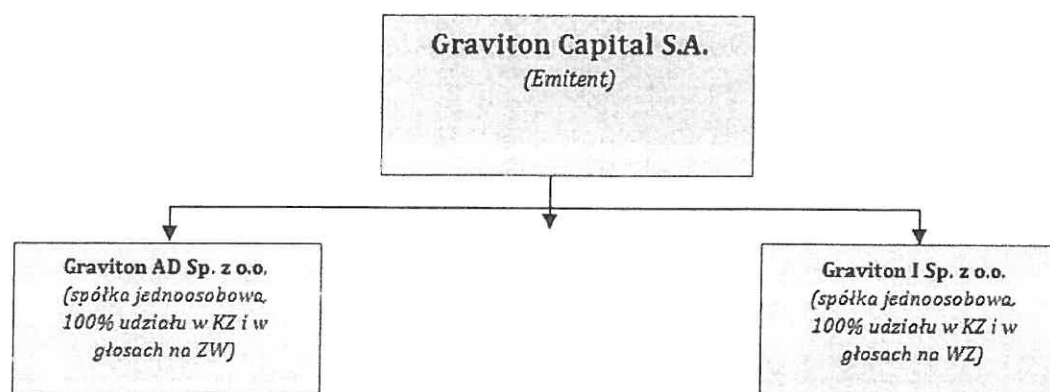 Graviton Capital S.A.
(Emitent)
Graviton AD Sp. z o.o.
(spółka jednoosobowa,
100% udziału w KZ i w
głosach na ZW)
Graviton I Sp. z o.o.
(spółka jednoosobowa,
100% udziału w KZ i w
głosach na WZ)